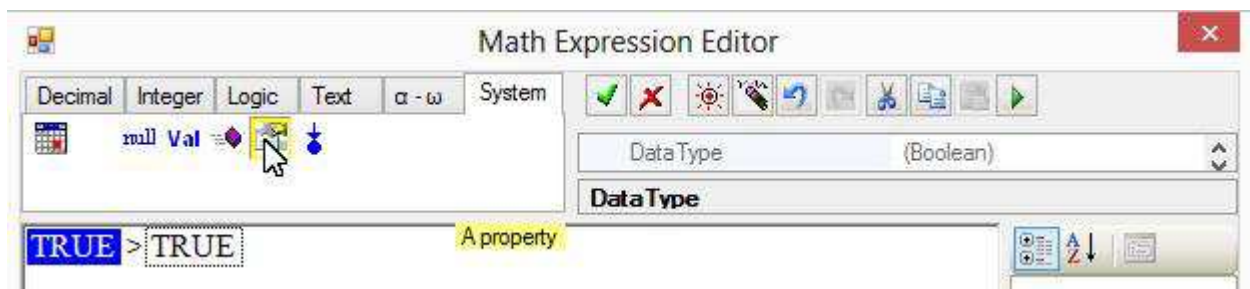 Math Expression Editor
Decimal Integer Logic Text α - ω System
null Val
DataType (Boolean)
DataType
TRUE > TRUE
A property
A Z